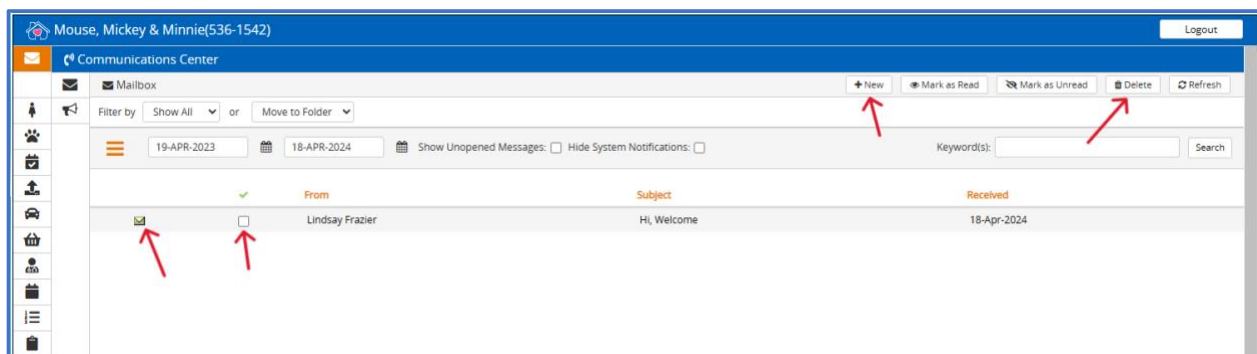 Mouse, Mickey & Minnie(536-1542) Logout
Communications Center
Mailbox New Mark as Read Mark as Unread Delete Refresh
Filter by Show All or Move to Folder
19-APR-2023 18-APR-2024 Show Unopened Messages: Hide System Notifications: Keyword(s): Search
From Subject Received
Lindsay Frazier Hi, Welcome 18-Apr-2024